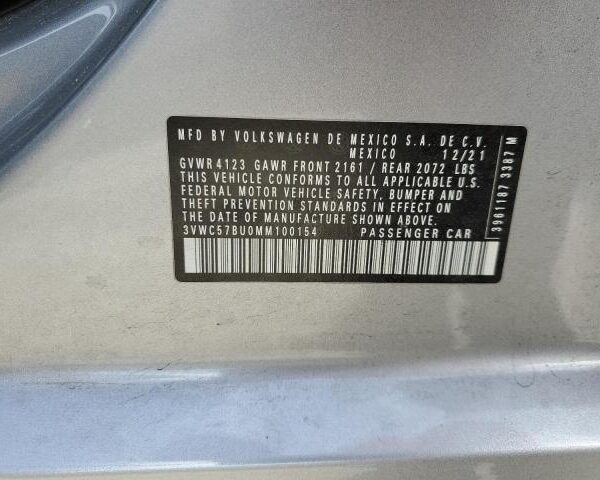 MFD BY VOLKSWAGEN DE MEXICO S.A. DE C.V.
MEXICO 12/21
GVWR 4123 GAWR FRONT 2161 / REAR 2072 LBS
THIS VEHICLE CONFORMS TO ALL APPLICABLE U.S.
FEDERAL MOTOR VEHICLE SAFETY, BUMPER AND
THEFT PREVENTION STANDARDS IN EFFECT ON
THE DATE OF MANUFACTURE SHOWN ABOVE.
3VWC57BU0MM100154 PASSENGER CAR
3961187 3387 M